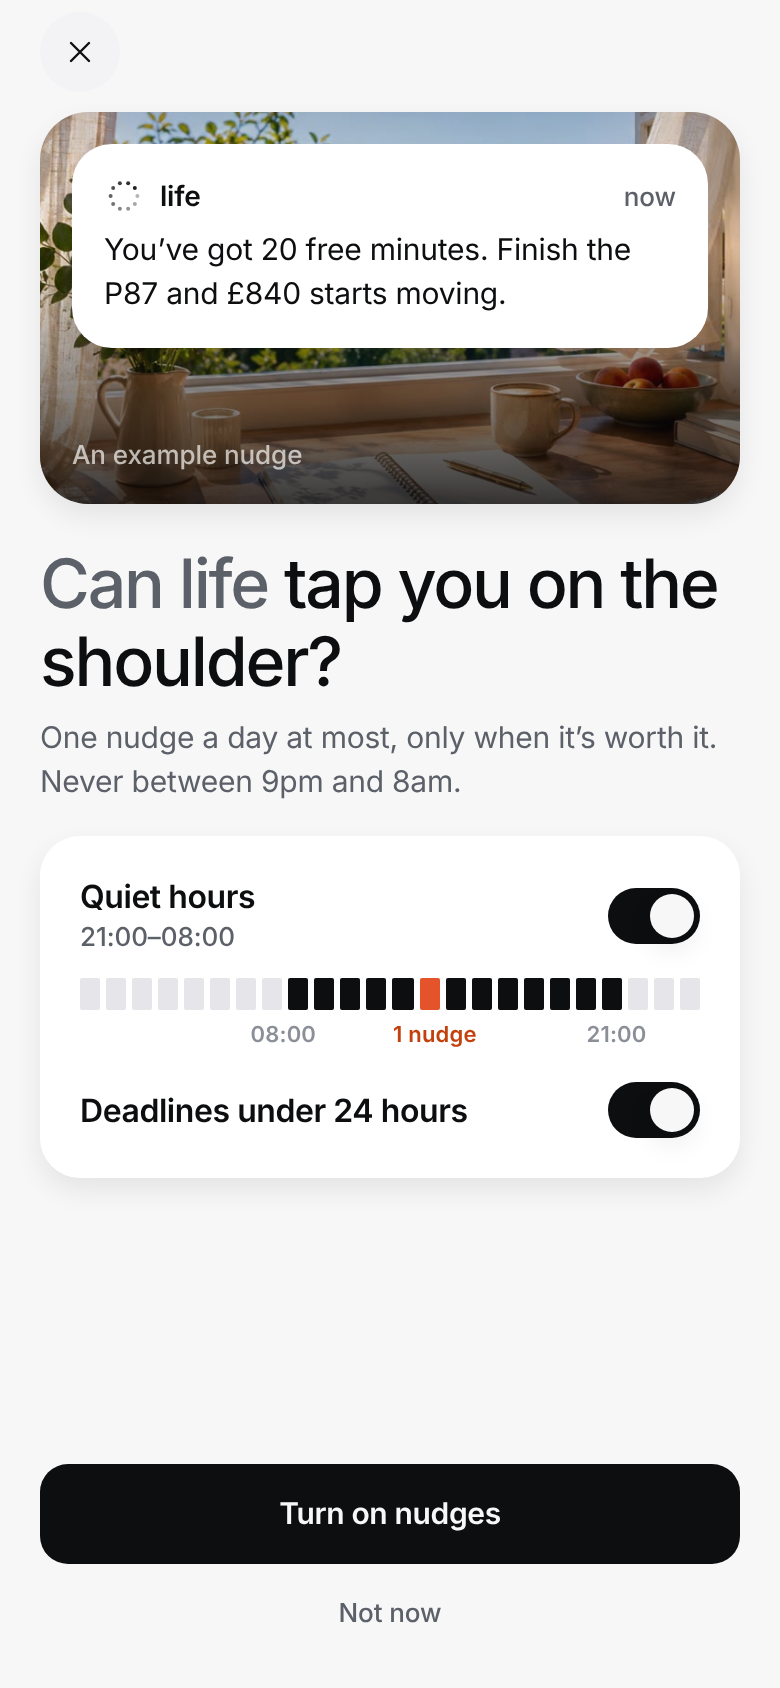 life
now
You’ve got 20 free minutes. Finish the
P87 and £840 starts moving.
An example nudge
Can life tap you on the
shoulder?
One nudge a day at most, only when it’s worth it.
Never between 9pm and 8am.
Quiet hours
21:00–08:00
08:00
1 nudge
21:00
Deadlines under 24 hours
Turn on nudges
Not now